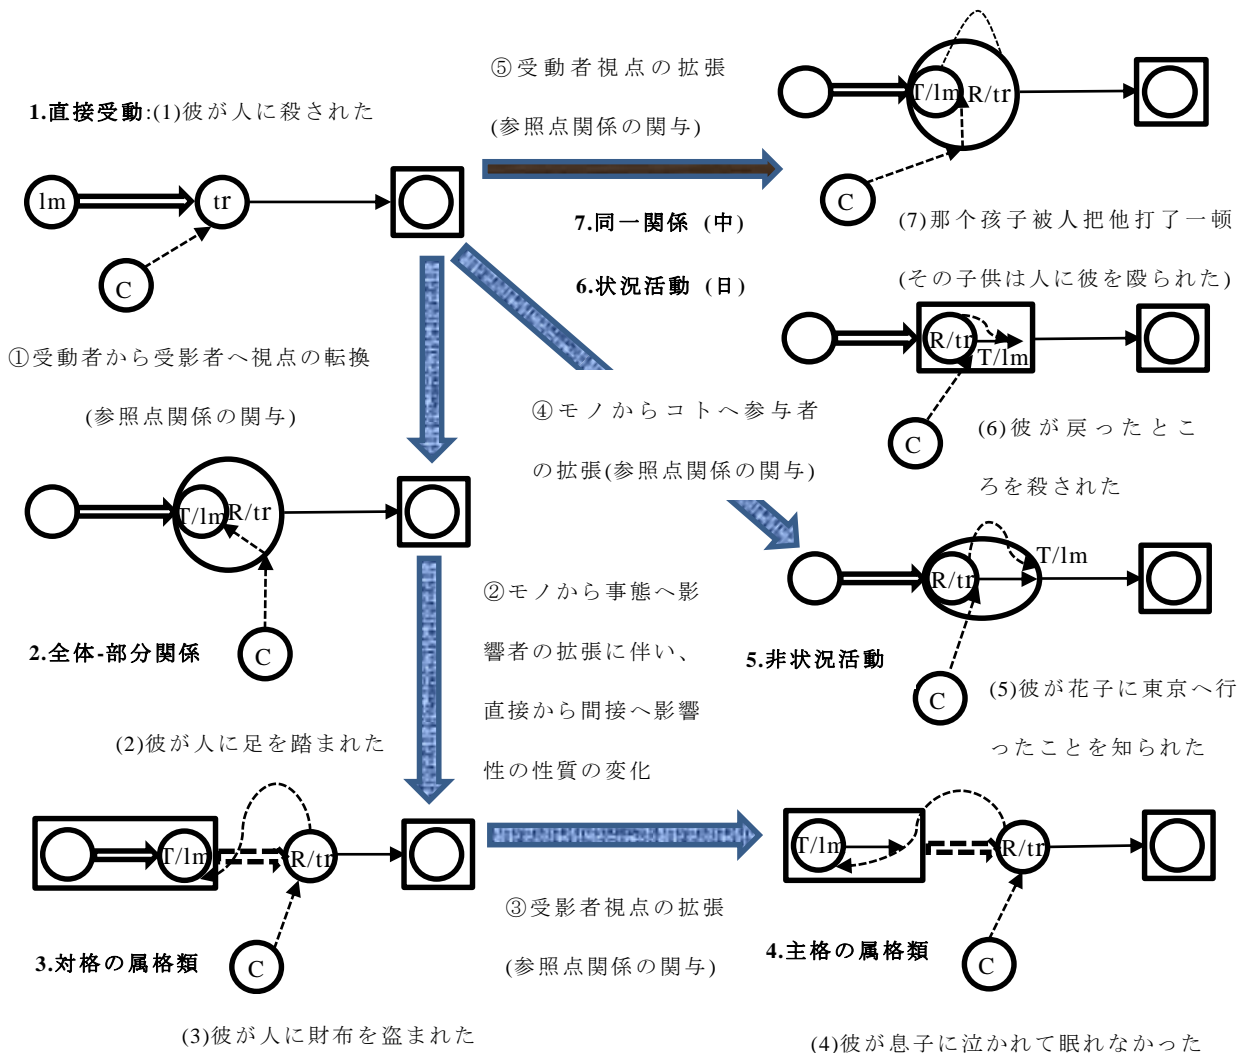 1.直接受動:(1)彼が人に殺された
lm
tr
C
⑤受動者視点の拡張
(参照点関係の関与)
7.同一関係 (中)
6.状況活動 (日)
T/lm
R/tr
C
(7)那个孩子被人把他打了一顿
(その子供は人に彼を殴られた)
R/tr
T/lm
C
(6)彼が戻ったとこ
ろを殺された
①受動者から受影者へ視点の転換
(参照点関係の関与)
④モノからコトへ参与者
の拡張(参照点関係の関与)
T/lm
R/tr
C
2.全体-部分関係
(2)彼が人に足を踏まれた
②モノから事態へ影
響者の拡張に伴い、
直接から間接へ影響
性の性質の変化
R/tr
T/lm
5.非状況活動
C
(5)彼が花子に東京へ行
ったことを知られた
T/lm
R/tr
C
3.対格の属格類
(3)彼が人に財布を盗まれた
③受影者視点の拡張
(参照点関係の関与)
T/lm
R/tr
C
4.主格の属格類
(4)彼が息子に泣かれて眠れなかった